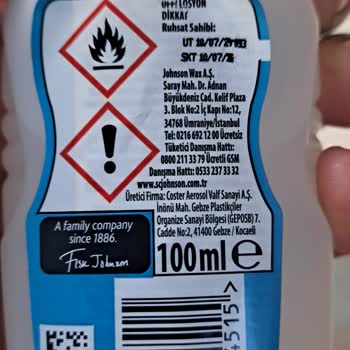 OFF! LOSYON
DİKKAT
Ruhsat Sahibi:
UT 10/07/
SKT 10/07/
Johnson Wax A.Ş.
Saray Mah. Dr. Adnan
Büyükdeniz Cad. Kelif Plaza
3. Blok No:2 İç Kapı No:12,
34768 Ümraniye/İstanbul
Tel: 0216 692 12 00 Ücretsiz
Tüketici Danışma Hattı:
0800 211 33 79 Ücretli GSM
Danışma Hattı: 0533 237 33 32
www.scjohnson.com.tr
Üretici Firma: Coster Aerosol Valf Sanayi A.Ş.
İnönü Mah. Gebze Plastikçiler
Organize Sanayi Bölgesi (GEPOSB) 7.
Cadde No:2, 41400 Gebze / Kocaeli
A family company
since 1886.
Fisk Johnson
100ml e
4515